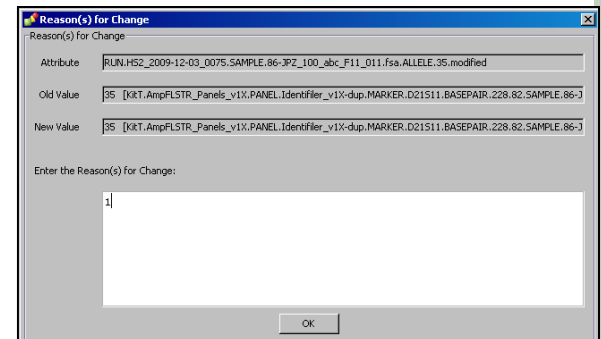 Reason(s) for Change
Reason(s) for Change
Attribute RUN.HS2_2009-12-03_0075.SAMPLE.86-JPZ_100_abc_F11_011.fsa.ALLELE.35.modified
Old Value 35 [KitT.AmpFLSTR_Panels_v1X.PANEL.Identifiler_v1X-dup.MARKER.D21S11.BASEPAIR.228.82.SAMPLE.86-J
New Value 35 [KitT.AmpFLSTR_Panels_v1X.PANEL.Identifiler_v1X-dup.MARKER.D21S11.BASEPAIR.228.82.SAMPLE.86-J
Enter the Reason(s) for Change:
1
OK